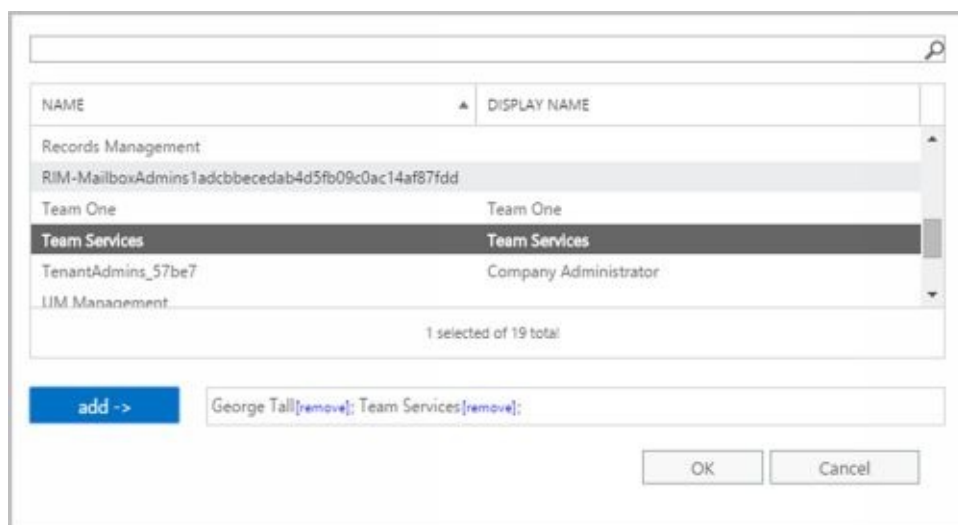 NAME DISPLAY NAME
Records Management
RIM-MailboxAdmins1adcbbecedab4d5fb09c0ac14af87fdd
Team One Team One
Team Services Team Services
TenantAdmins_57be7 Company Administrator
UM Management
1 selected of 19 total
add -> George Tall[remove]; Team Services[remove];
OK Cancel